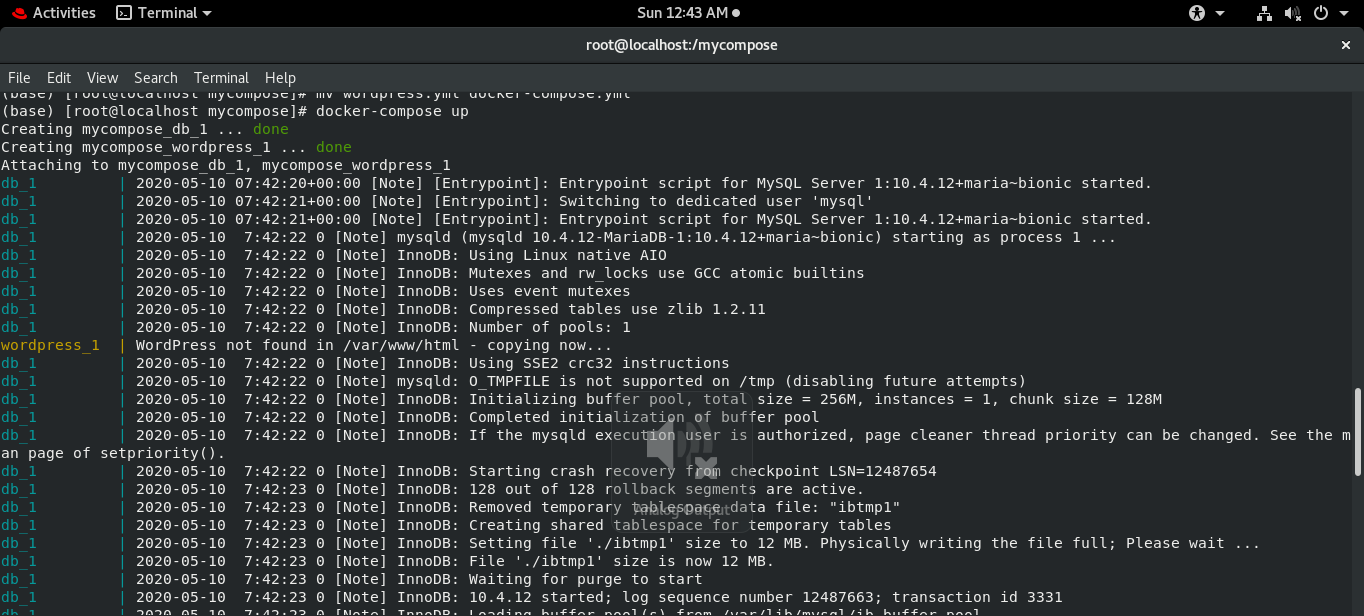 Activities Terminal Sun 12:43 AM
root@localhost:/mycompose
File Edit View Search Terminal Help
(base) [root@localhost mycompose]# mv wordpress.yml docker-compose.yml
(base) [root@localhost mycompose]# docker-compose up
Creating mycompose_db_1 ... done
Creating mycompose_wordpress_1 ... done
Attaching to mycompose_db_1, mycompose_wordpress_1
db_1         | 2020-05-10 07:42:20+00:00 [Note] [Entrypoint]: Entrypoint script for MySQL Server 1:10.4.12+maria~bionic started.
db_1         | 2020-05-10 07:42:21+00:00 [Note] [Entrypoint]: Switching to dedicated user 'mysql'
db_1         | 2020-05-10 07:42:21+00:00 [Note] [Entrypoint]: Entrypoint script for MySQL Server 1:10.4.12+maria~bionic started.
db_1         | 2020-05-10  7:42:22 0 [Note] mysqld (mysqld 10.4.12-MariaDB-1:10.4.12+maria~bionic) starting as process 1 ...
db_1         | 2020-05-10  7:42:22 0 [Note] InnoDB: Using Linux native AIO
db_1         | 2020-05-10  7:42:22 0 [Note] InnoDB: Mutexes and rw_locks use GCC atomic builtins
db_1         | 2020-05-10  7:42:22 0 [Note] InnoDB: Uses event mutexes
db_1         | 2020-05-10  7:42:22 0 [Note] InnoDB: Compressed tables use zlib 1.2.11
db_1         | 2020-05-10  7:42:22 0 [Note] InnoDB: Number of pools: 1
wordpress_1  | WordPress not found in /var/www/html - copying now...
db_1         | 2020-05-10  7:42:22 0 [Note] InnoDB: Using SSE2 crc32 instructions
db_1         | 2020-05-10  7:42:22 0 [Note] mysqld: O_TMPFILE is not supported on /tmp (disabling future attempts)
db_1         | 2020-05-10  7:42:22 0 [Note] InnoDB: Initializing buffer pool, total size = 256M, instances = 1, chunk size = 128M
db_1         | 2020-05-10  7:42:22 0 [Note] InnoDB: Completed initialization of buffer pool
db_1         | 2020-05-10  7:42:22 0 [Note] InnoDB: If the mysqld execution user is authorized, page cleaner thread priority can be changed. See the m
an page of setpriority().
db_1         | 2020-05-10  7:42:22 0 [Note] InnoDB: Starting crash recovery from checkpoint LSN=12487654
db_1         | 2020-05-10  7:42:23 0 [Note] InnoDB: 128 out of 128 rollback segments are active.
db_1         | 2020-05-10  7:42:23 0 [Note] InnoDB: Removed temporary tablespace data file: "ibtmp1"
Analog Output
db_1         | 2020-05-10  7:42:23 0 [Note] InnoDB: Creating shared tablespace for temporary tables
db_1         | 2020-05-10  7:42:23 0 [Note] InnoDB: Setting file './ibtmp1' size to 12 MB. Physically writing the file full; Please wait ...
db_1         | 2020-05-10  7:42:23 0 [Note] InnoDB: File './ibtmp1' size is now 12 MB.
db_1         | 2020-05-10  7:42:23 0 [Note] InnoDB: Waiting for purge to start
db_1         | 2020-05-10  7:42:23 0 [Note] InnoDB: 10.4.12 started; log sequence number 12487663; transaction id 3331
db_1         | 2020-05-10  7:42:23 0 [Note] InnoDB: Loading buffer pool(s) from /var/lib/mysql/ib_buffer_pool